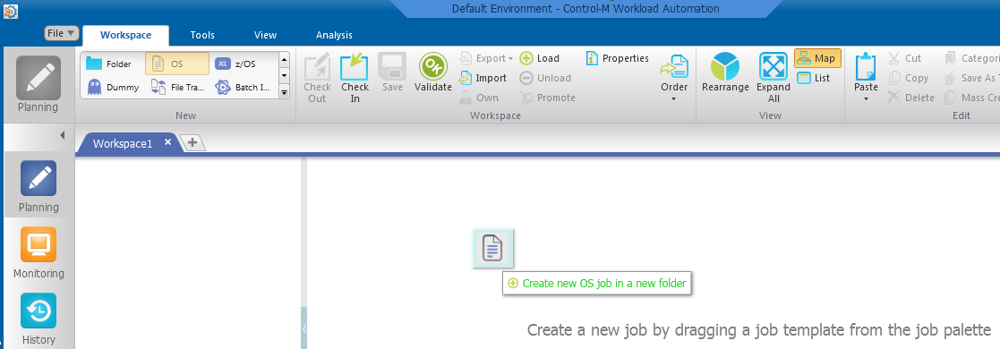 Default Environment - Control-M Workload Automation
File
Workspace
Tools
View
Analysis
Planning
Folder
OS
KL
z/OS
Dummy
File Tra...
Batch I...
New
Check Out
Check In
Save
OK
Validate
Export
Import
Own
Load
Unload
Promote
Properties
Order
Workspace
Rearrange
Expand All
Map
List
View
Paste
Cut
Copy
Delete
Categori
Save As T
Mass Cre
Edit
Workspace1
Planning
Monitoring
History
Create new OS job in a new folder
Create a new job by dragging a job template from the job palette